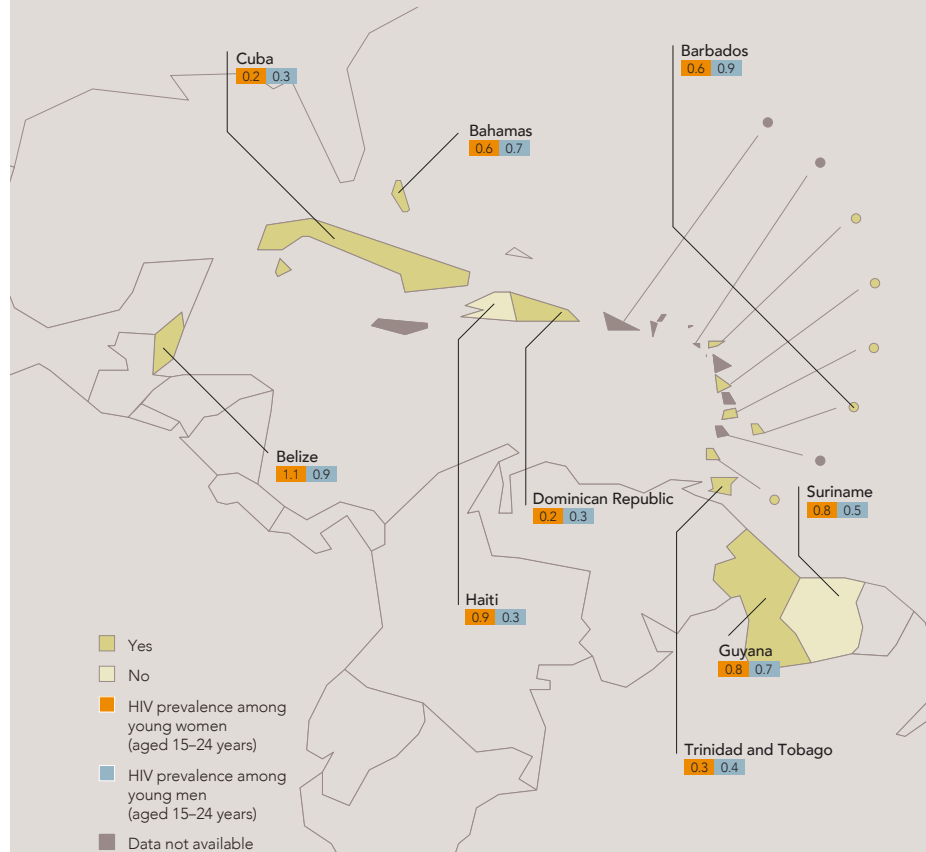 Cuba
0.2 0.3
Barbados
0.6 0.9
Bahamas
0.6 0.7
Belize
1.1 0.9
Dominican Republic
0.2 0.3
Suriname
0.8 0.5
Haiti
0.9 0.3
Guyana
0.8 0.7
Trinidad and Tobago
0.3 0.4
Yes
No
HIV prevalence among
young women
(aged 15–24 years)
HIV prevalence among
young men
(aged 15–24 years)
Data not available